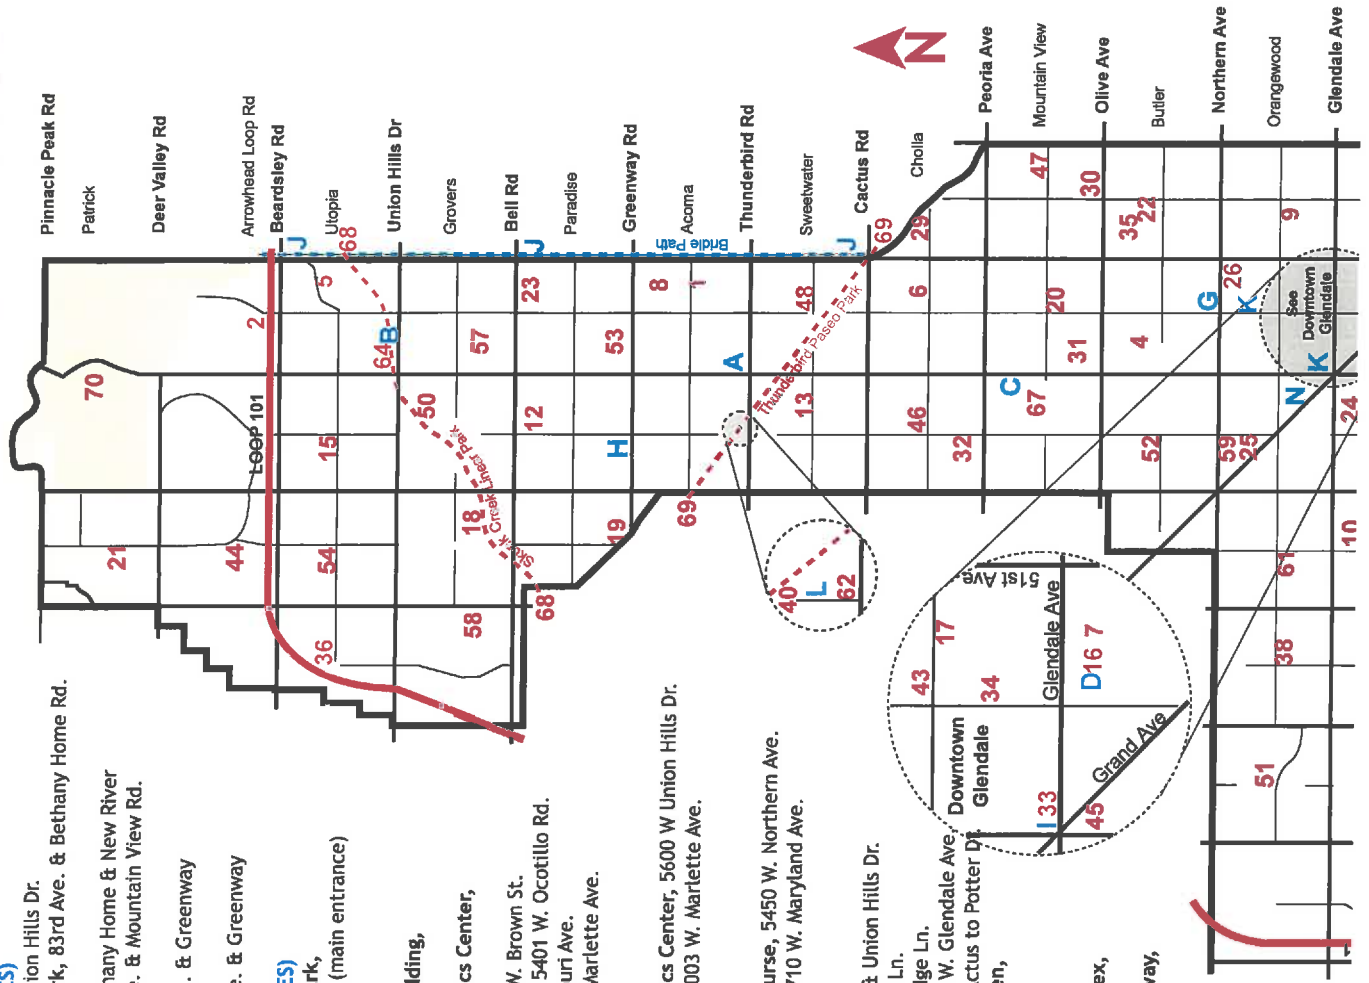 ES)
ion Hills Dr.
rk, 83rd Ave. & Bethany Home Rd.
hany Home & New River
e. & Mountain View Rd.
. & Greenway
e. & Greenway
ES)
rk,
(main entrance)
lding,
cs Center,
W. Brown St.
5401 W. Ocotillo Rd.
uri Ave.
Marlette Ave.
cs Center, 5600 W Union Hills Dr.
003 W. Marlette Ave.
urse, 5450 W. Northern Ave.
710 W. Maryland Ave.
& Union Hills Dr.
Ln.
dge Ln.
W. Glendale Ave.
ctus to Potter D
en,
ex,
way,
Pinnacle Peak Rd
Patrick
Deer Valley Rd
Arrowhead Loop Rd
Beardsley Rd
Utopia
Union Hills Dr
Grovers
Bell Rd
Paradise
Greenway Rd
Acoma
Thunderbird Rd
Sweetwater
Cactus Rd
Cholla
Peoria Ave
Mountain View
Olive Ave
Butler
Northern Ave
Orangewood
Glendale Ave
N
70
21
LOOP 101
2
44
J
68
5
15
54
36
B
64
50
57
18
58
Skunk Creek Linear Park
J
23
12
68
53
H
19
Bridle Path
8
1
69
A
Thunderbird Paseo Park
48
13
J
69
40
L
62
29
6
46
32
C
67
47
20
31
30
35
22
4
52
G
26
K
59
25
9
See
Downtown
Glendale
N
K
24
10
61
38
51
51st Ave
17
43
34
Glendale Ave
7
16
D
Downtown
Glendale
Grand Ave
I
33
45